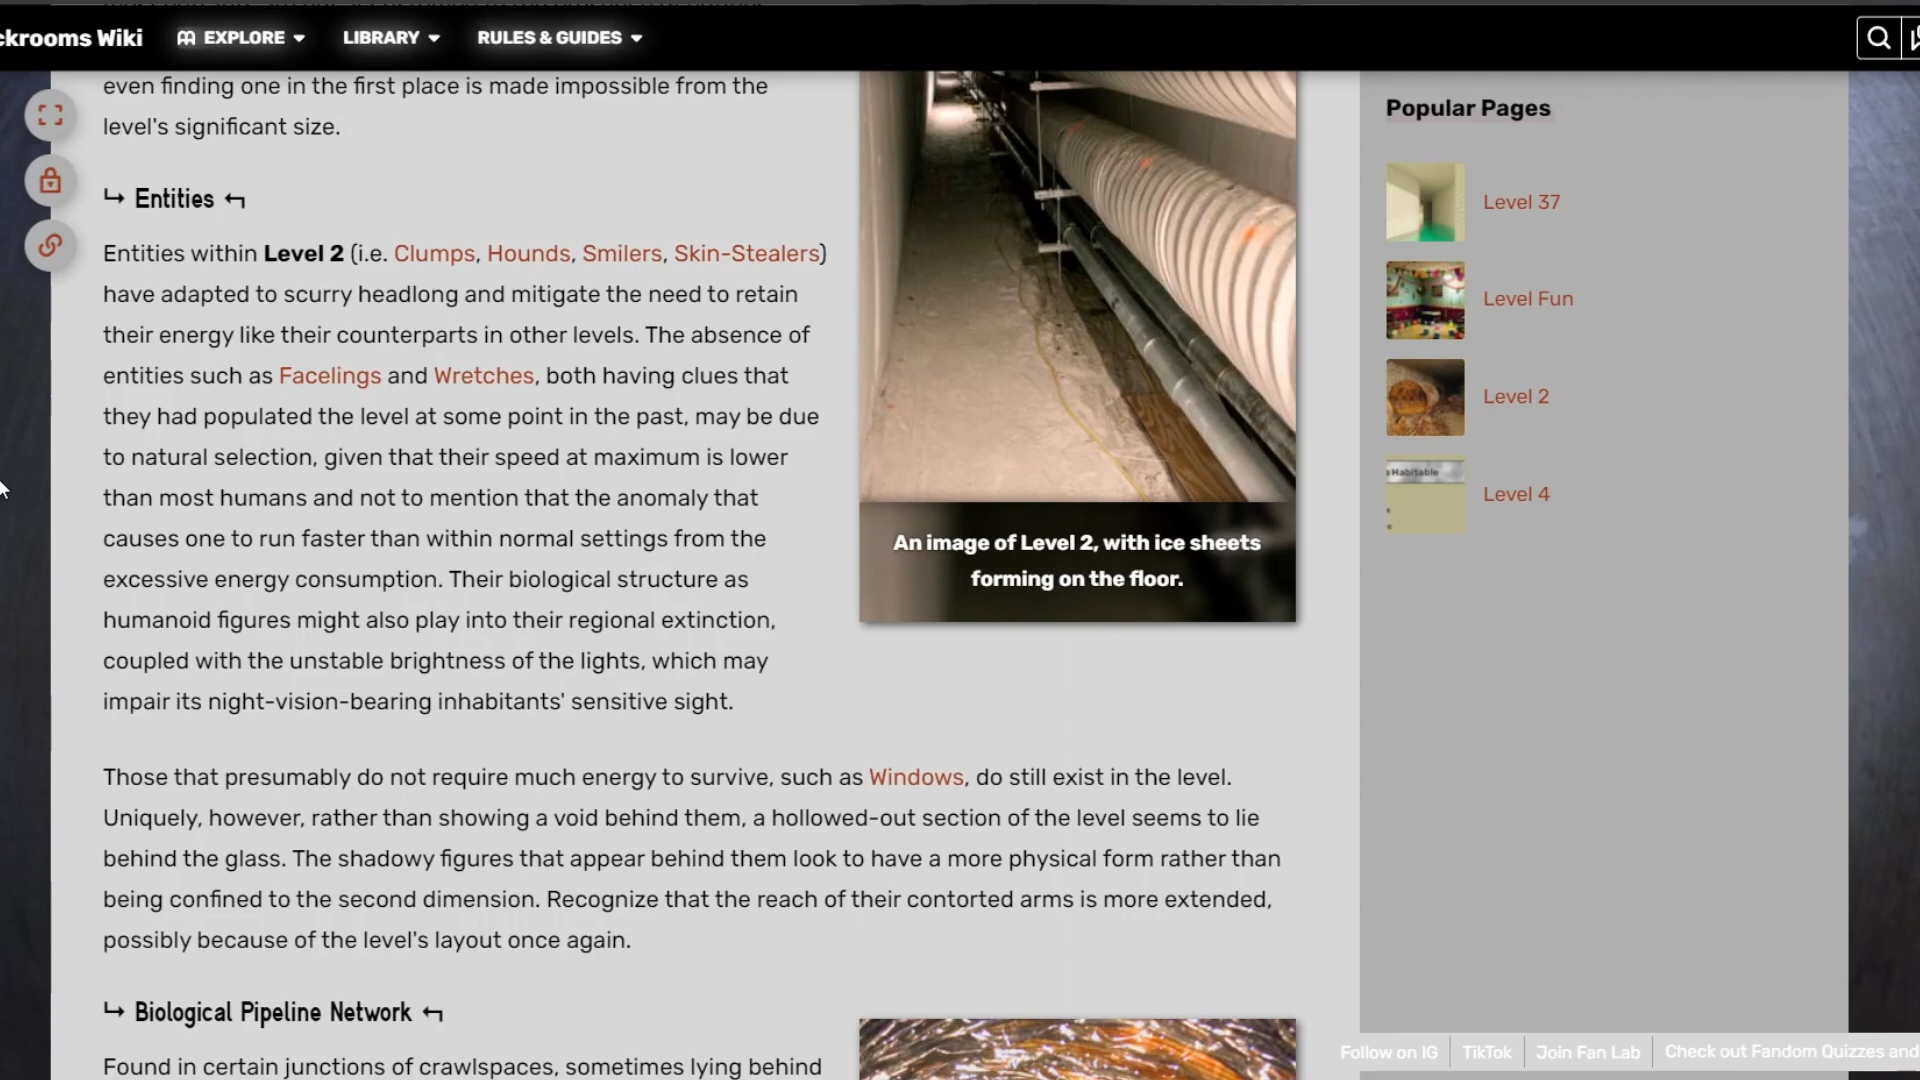 ckrooms Wiki
EXPLORE
LIBRARY
RULES & GUIDES
even finding one in the first place is made impossible from the
level's significant size.
↪ Entities ↩
Entities within Level 2 (i.e. Clumps, Hounds, Smilers, Skin-Stealers)
have adapted to scurry headlong and mitigate the need to retain
their energy like their counterparts in other levels. The absence of
entities such as Facelings and Wretches, both having clues that
they had populated the level at some point in the past, may be due
to natural selection, given that their speed at maximum is lower
than most humans and not to mention that the anomaly that
causes one to run faster than within normal settings from the
excessive energy consumption. Their biological structure as
humanoid figures might also play into their regional extinction,
coupled with the unstable brightness of the lights, which may
impair its night-vision-bearing inhabitants' sensitive sight.
An image of Level 2, with ice sheets
forming on the floor.
Those that presumably do not require much energy to survive, such as Windows, do still exist in the level.
Uniquely, however, rather than showing a void behind them, a hollowed-out section of the level seems to lie
behind the glass. The shadowy figures that appear behind them look to have a more physical form rather than
being confined to the second dimension. Recognize that the reach of their contorted arms is more extended,
possibly because of the level's layout once again.
↪ Biological Pipeline Network ↩
Found in certain junctions of crawlspaces, sometimes lying behind
Popular Pages
Level 37
Level Fun
Level 2
Habitable
Level 4
Follow on IG
TikTok
Join Fan Lab
Check out Fandom Quizzes and